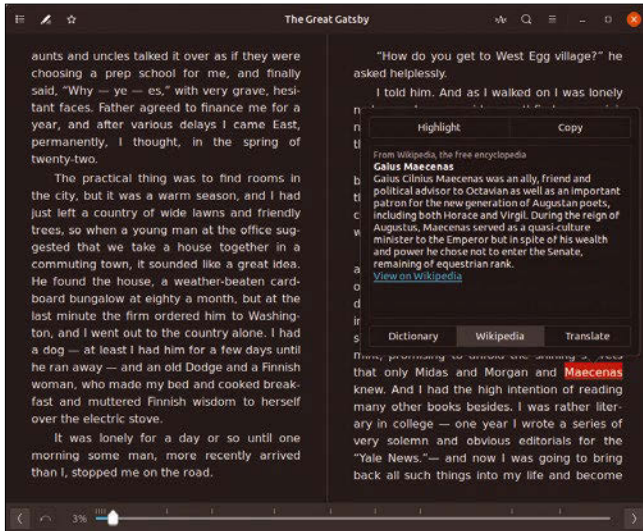 The Great Gatsby
aunts and uncles talked it over as if they were
choosing a prep school for me, and finally
said, “Why — ye — es,” with very grave, hesi-
tant faces. Father agreed to finance me for a
year, and after various delays I came East,
permanently, I thought, in the spring of
twenty-two.
The practical thing was to find rooms in
the city, but it was a warm season, and I had
just left a country of wide lawns and friendly
trees, so when a young man at the office sug-
gested that we take a house together in a
commuting town, it sounded like a great idea.
He found the house, a weather-beaten card-
board bungalow at eighty a month, but at the
last minute the firm ordered him to Washing-
ton, and I went out to the country alone. I had
a dog — at least I had him for a few days until
he ran away — and an old Dodge and a Finnish
woman, who made my bed and cooked break-
fast and muttered Finnish wisdom to herself
over the electric stove.
It was lonely for a day or so until one
morning some man, more recently arrived
than I, stopped me on the road.
“How do you get to West Egg village?” he
asked helplessly.
I told him. And as I walked on I was lonely
Highlight
Copy
From Wikipedia, the free encyclopedia
Gaius Maecenas
Gaius Cilnius Maecenas was an ally, friend and
political advisor to Octavian as well as an important
patron for the new generation of Augustan poets,
including both Horace and Virgil. During the reign of
Augustus, Maecenas served as a quasi-culture
minister to the Emperor but in spite of his wealth
and power he chose not to enter the Senate,
remaining of equestrian rank.
View on Wikipedia
Dictionary
Wikipedia
Translate
that only Midas and Morgan and Maecenas
knew. And I had the high intention of reading
many other books besides. I was rather liter-
ary in college — one year I wrote a series of
very solemn and obvious editorials for the
“Yale News.”— and now I was going to bring
back all such things into my life and become
3%